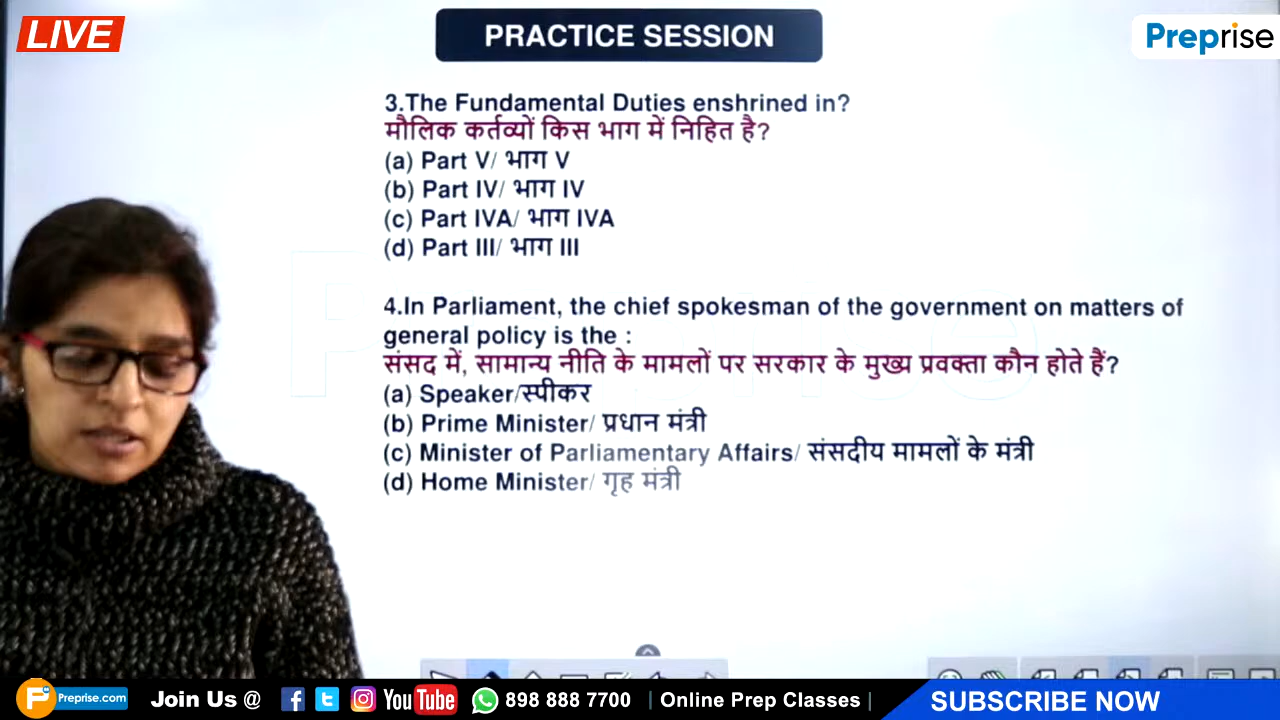 LIVE
PRACTICE SESSION
Preprise
3.The Fundamental Duties enshrined in?
मौलिक कर्तव्यों किस भाग में निहित है?
(a) Part V/ भाग V
(b) Part IV/ भाग IV
(c) Part IVA/ भाग IVA
(d) Part III/ भाग III
4.In Parliament, the chief spokesman of the government on matters of
general policy is the :
संसद में, सामान्य नीति के मामलों पर सरकार के मुख्य प्रवक्ता कौन होते हैं?
(a) Speaker/स्पीकर
(b) Prime Minister/ प्रधान मंत्री
(c) Minister of Parliamentary Affairs/ संसदीय मामलों के मंत्री
(d) Home Minister/ गृह मंत्री
Preprise.com Join Us @ YouTube 898 888 7700 | Online Prep Classes | SUBSCRIBE NOW